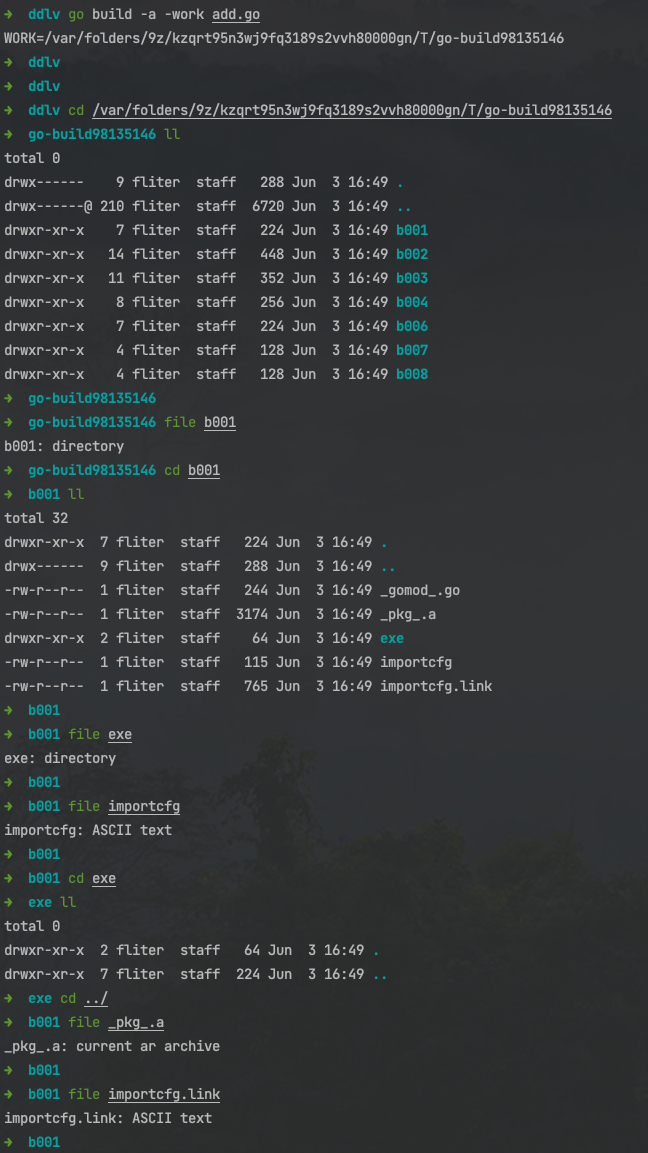 ➜  ddlv go build -a -work add.go
WORK=/var/folders/9z/kzqrt95n3wj9fq3189s2vvh80000gn/T/go-build98135146
➜  ddlv
➜  ddlv
➜  ddlv cd /var/folders/9z/kzqrt95n3wj9fq3189s2vvh80000gn/T/go-build98135146
➜  go-build98135146 ll
total 0
drwx------    9 fliter  staff   288 Jun  3 16:49 .
drwx------@ 210 fliter  staff  6720 Jun  3 16:49 ..
drwxr-xr-x    7 fliter  staff   224 Jun  3 16:49 b001
drwxr-xr-x   14 fliter  staff   448 Jun  3 16:49 b002
drwxr-xr-x   11 fliter  staff   352 Jun  3 16:49 b003
drwxr-xr-x    8 fliter  staff   256 Jun  3 16:49 b004
drwxr-xr-x    7 fliter  staff   224 Jun  3 16:49 b006
drwxr-xr-x    4 fliter  staff   128 Jun  3 16:49 b007
drwxr-xr-x    4 fliter  staff   128 Jun  3 16:49 b008
➜  go-build98135146
➜  go-build98135146 file b001
b001: directory
➜  go-build98135146 cd b001
➜  b001 ll
total 32
drwxr-xr-x  7 fliter  staff   224 Jun  3 16:49 .
drwx------  9 fliter  staff   288 Jun  3 16:49 ..
-rw-r--r--  1 fliter  staff   244 Jun  3 16:49 _gomod_.go
-rw-r--r--  1 fliter  staff  3174 Jun  3 16:49 _pkg_.a
drwxr-xr-x  2 fliter  staff    64 Jun  3 16:49 exe
-rw-r--r--  1 fliter  staff   115 Jun  3 16:49 importcfg
-rw-r--r--  1 fliter  staff   765 Jun  3 16:49 importcfg.link
➜  b001
➜  b001 file exe
exe: directory
➜  b001
➜  b001 file importcfg
importcfg: ASCII text
➜  b001
➜  b001 cd exe
➜  exe ll
total 0
drwxr-xr-x  2 fliter  staff   64 Jun  3 16:49 .
drwxr-xr-x  7 fliter  staff  224 Jun  3 16:49 ..
➜  exe cd ../
➜  b001 file _pkg_.a
_pkg_.a: current ar archive
➜  b001
➜  b001 file importcfg.link
importcfg.link: ASCII text
➜  b001